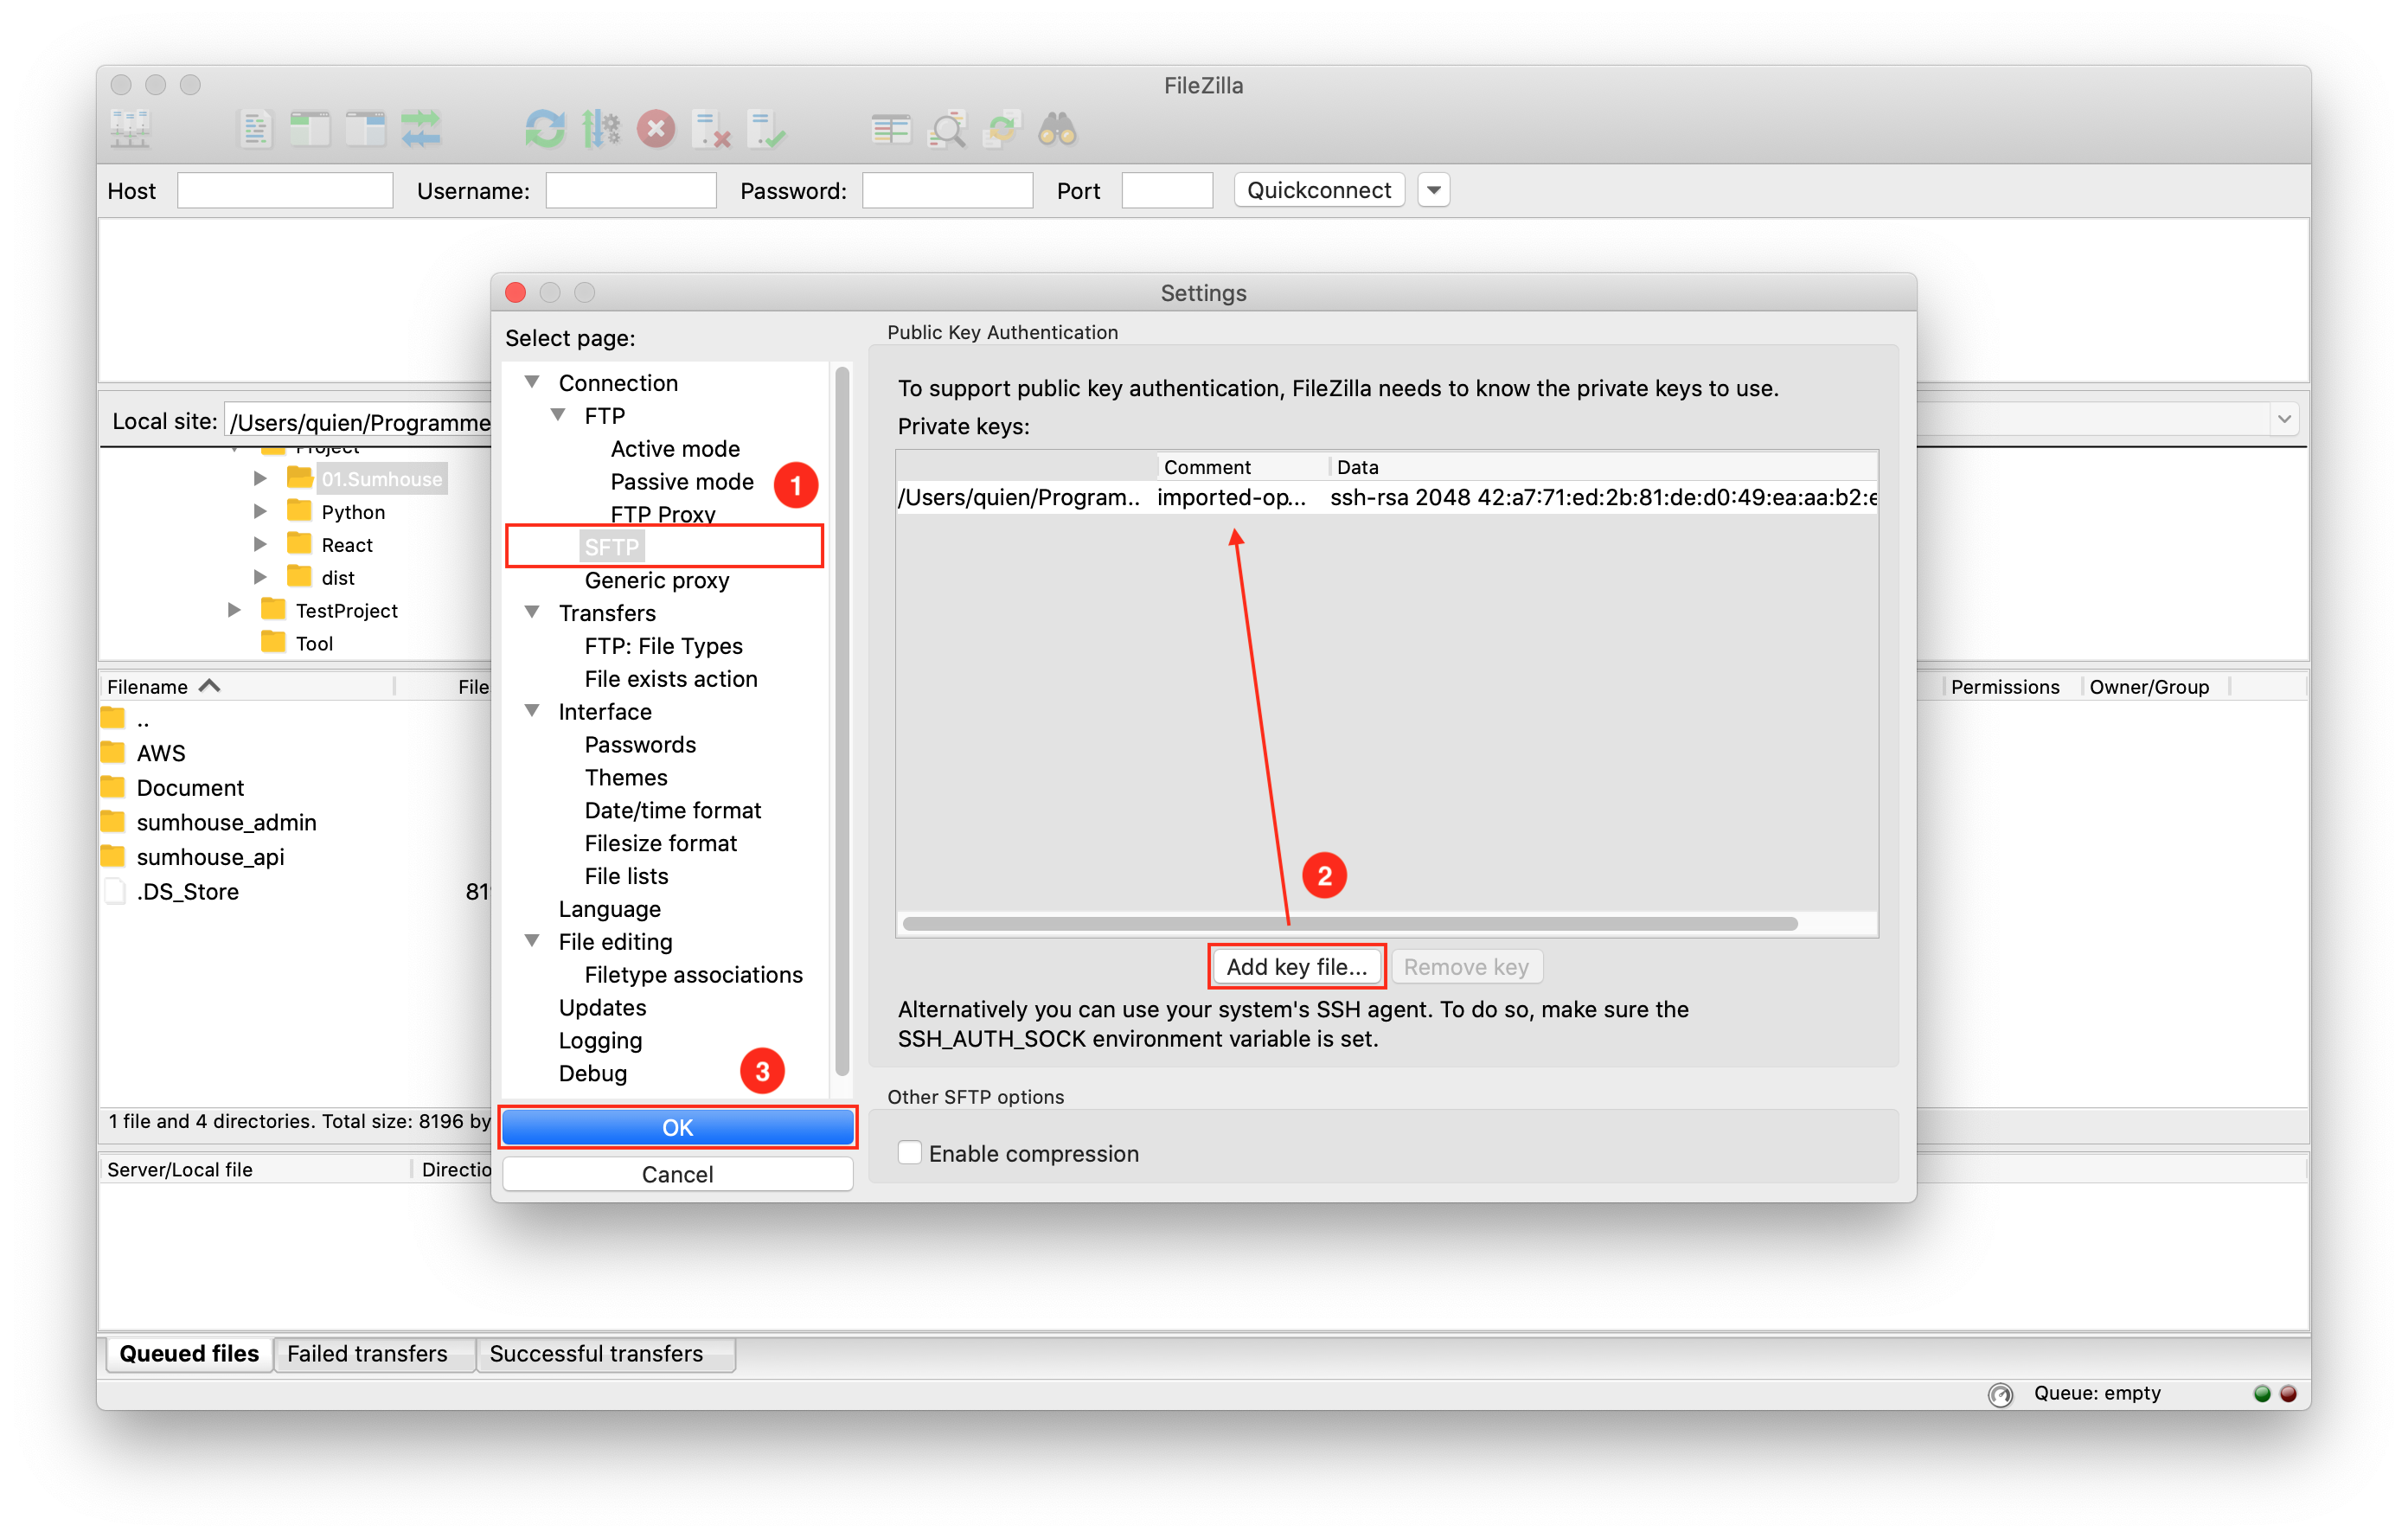 FileZilla
Host Username: Password: Port Quickconnect
Local site: /Users/quien/Programme
Project
01.Sumhouse
Python
React
dist
TestProject
Tool
Filename File
..
AWS
Document
sumhouse_admin
sumhouse_api
.DS_Store 819
1 file and 4 directories. Total size: 8196 by
Server/Local file Directio
Settings
Select page:
Connection
FTP
Active mode
Passive mode
1
FTP Proxy
SFTP
Generic proxy
Transfers
FTP: File Types
File exists action
Interface
Passwords
Themes
Date/time format
Filesize format
File lists
Language
File editing
Filetype associations
Updates
Logging
Debug
3
OK
Cancel
Public Key Authentication
To support public key authentication, FileZilla needs to know the private keys to use.
Private keys:
Comment Data
/Users/quien/Program... imported-op... ssh-rsa 2048 42:a7:71:ed:2b:81:de:d0:49:ea:aa:b2:e
2
Add key file... Remove key
Alternatively you can use your system's SSH agent. To do so, make sure the
SSH_AUTH_SOCK environment variable is set.
Other SFTP options
Enable compression
Permissions Owner/Group
Queued files Failed transfers Successful transfers
Queue: empty